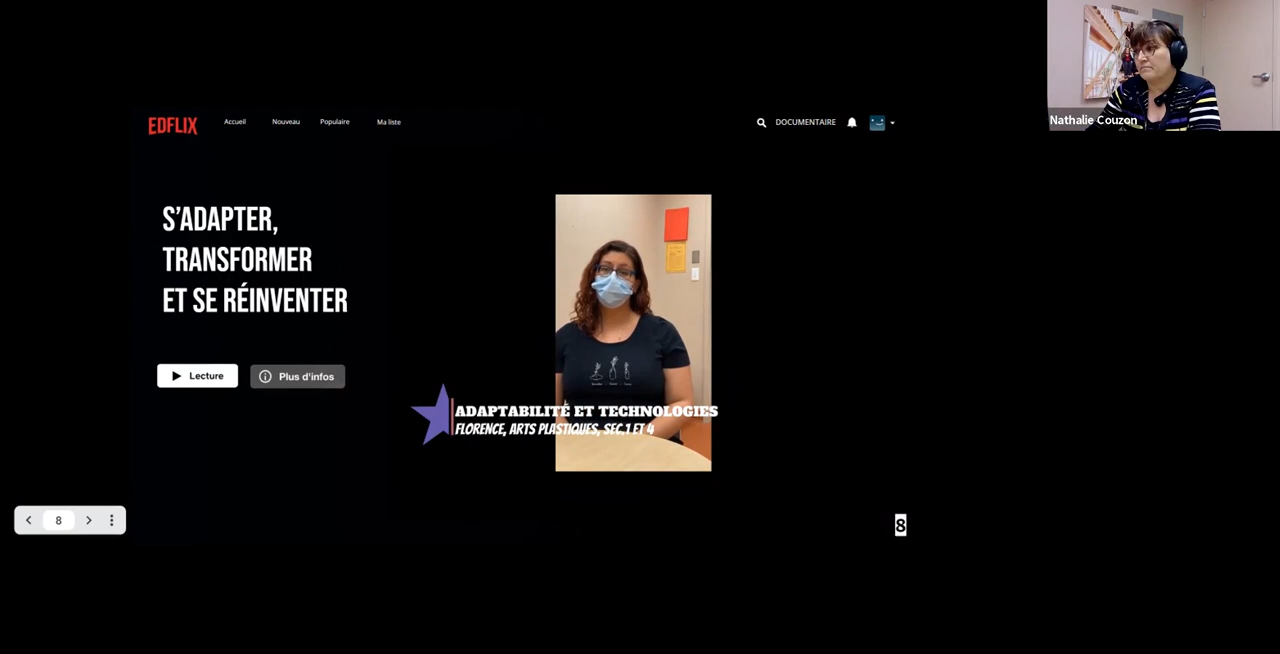 Nathalie Couzon
EDFLIX
Accueil
Nouveau
Populaire
Ma liste
DOCUMENTAIRE
S'ADAPTER,
TRANSFORMER
ET SE RÉINVENTER
Lecture
Plus d'infos
ADAPTABILITÉ ET TECHNOLOGIES
FLORENCE, ARTS PLASTIQUES, SEC.1 ET 4
8
8